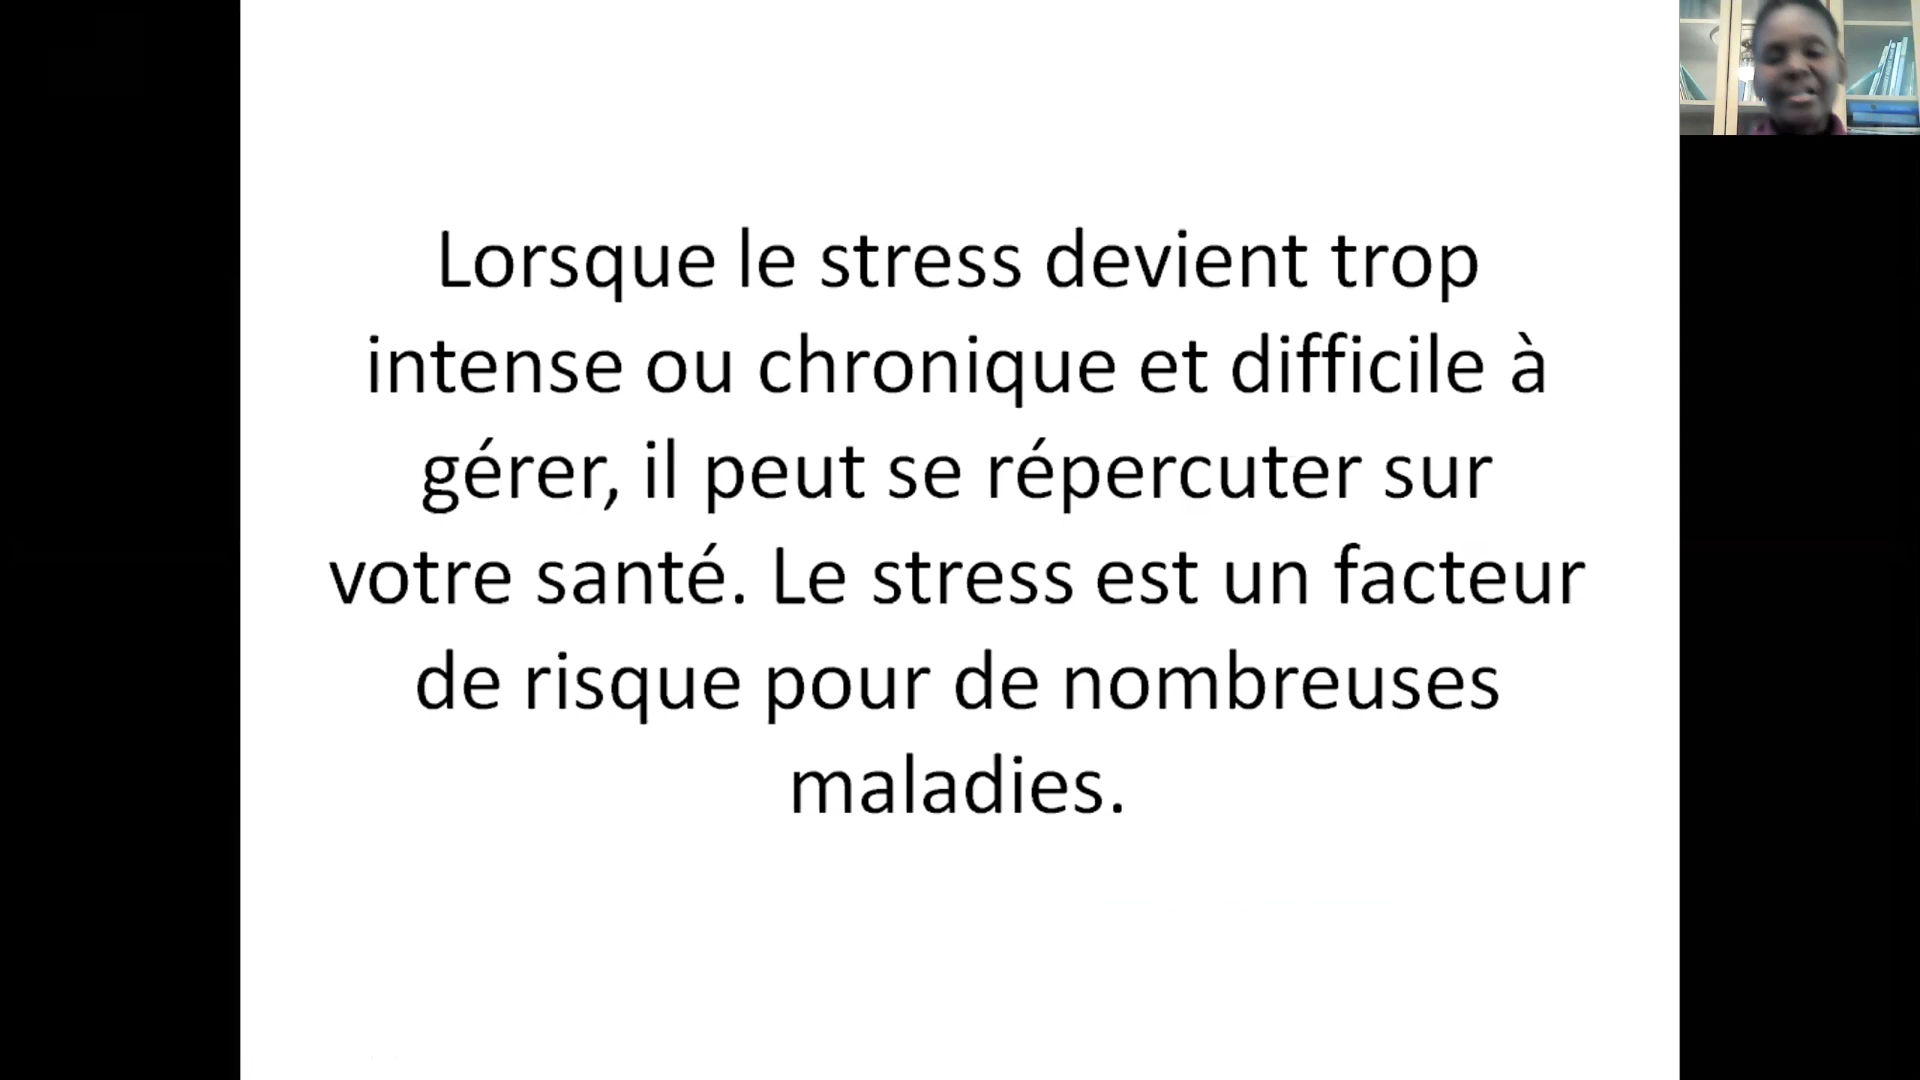 Lorsque le stress devient trop
intense ou chronique et difficile à
gérer, il peut se répercuter sur
votre santé. Le stress est un facteur
de risque pour de nombreuses
maladies.